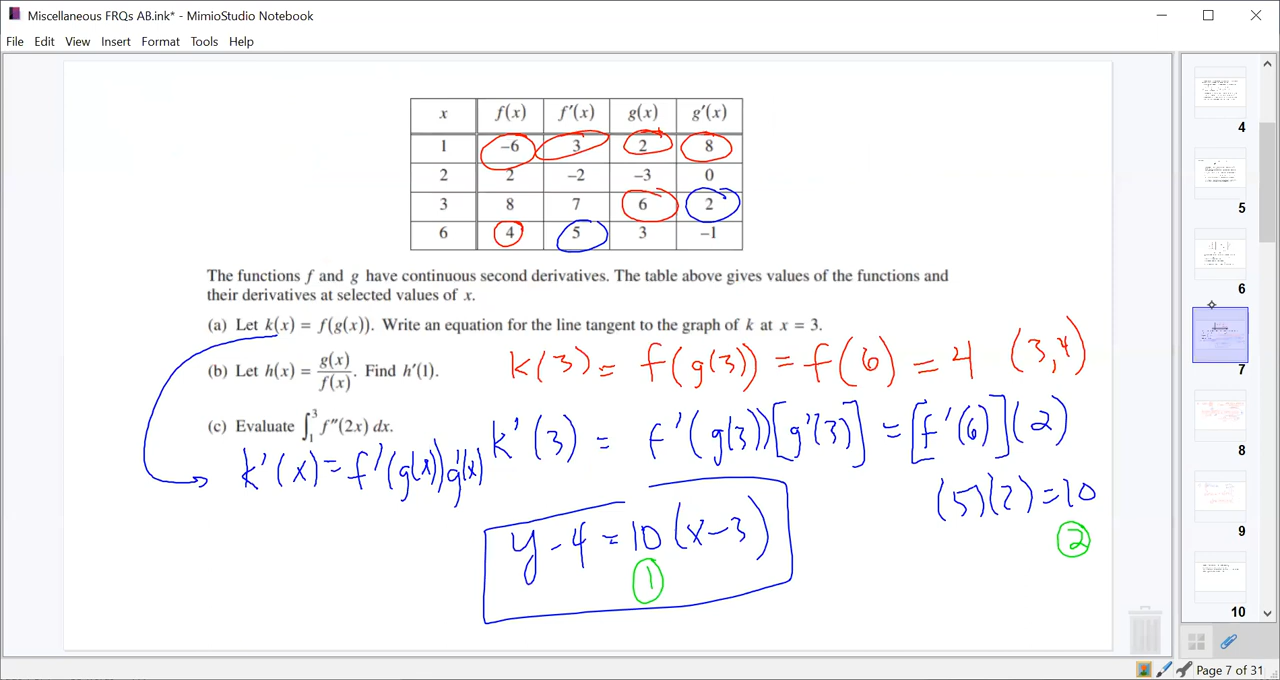 Miscellaneous FRQs AB.ink* - MimioStudio Notebook
File Edit View Insert Format Tools Help
x f(x) f′(x) g(x) g′(x)
1 −6 3 2 8
2 2 −2 −3 0
3 8 7 6 2
6 4 5 3 −1
The functions f and g have continuous second derivatives. The table above gives values of the functions and
their derivatives at selected values of x.
(a) Let k(x) = f(g(x)). Write an equation for the line tangent to the graph of k at x = 3.
k(3) = f(g(3)) = f(6) = 4 (3,4)
(b) Let h(x) = g(x)/f(x). Find h′(1).
(c) Evaluate ∫₁³ f″(2x) dx.
k'(3) = f'(g(3))[g'(3)] = [f'(6)](2)
k'(x) = f'(g(x))g'(x)
(5)(2) = 10
2
y-4 = 10(x-3)
1
4
5
6
7
8
9
10
Page 7 of 31